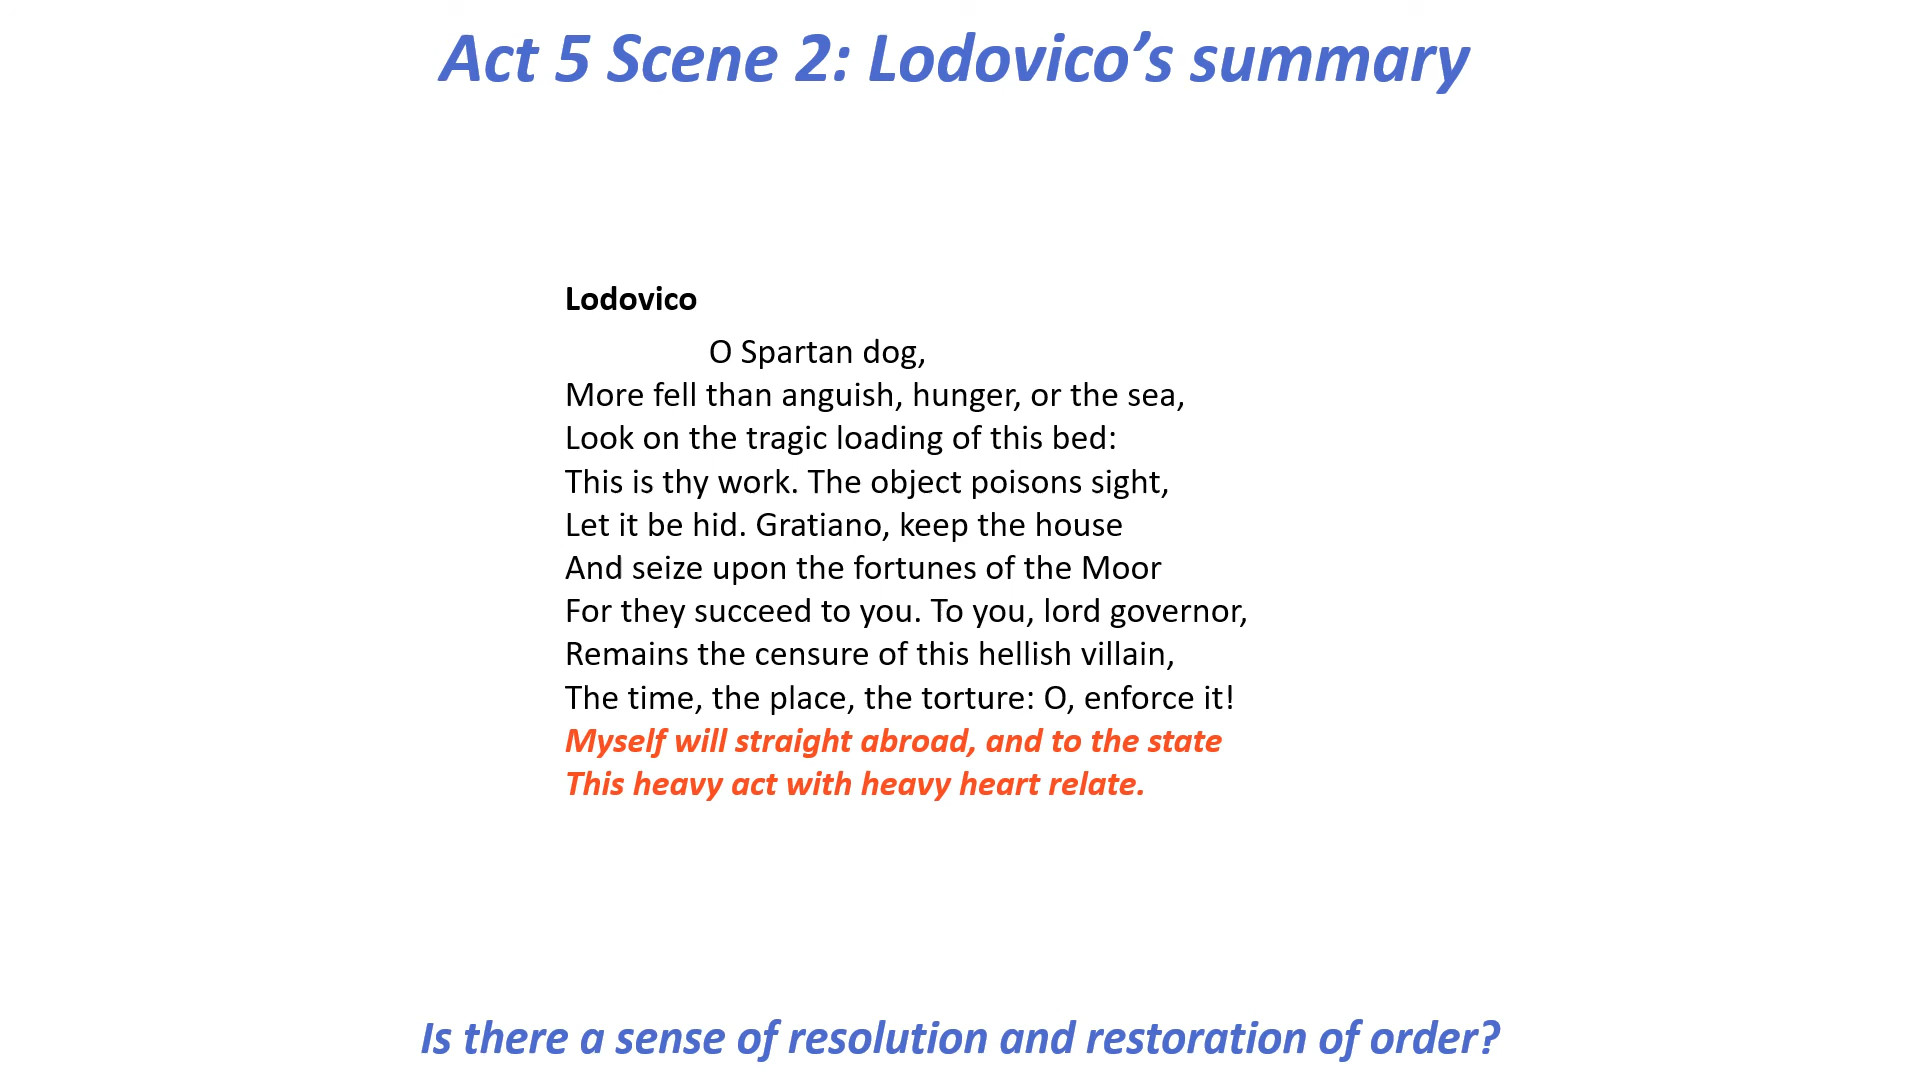 Act 5 Scene 2: Lodovico’s summary
Lodovico
O Spartan dog,
More fell than anguish, hunger, or the sea,
Look on the tragic loading of this bed:
This is thy work. The object poisons sight,
Let it be hid. Gratiano, keep the house
And seize upon the fortunes of the Moor
For they succeed to you. To you, lord governor,
Remains the censure of this hellish villain,
The time, the place, the torture: O, enforce it!
Myself will straight abroad, and to the state
This heavy act with heavy heart relate.
Is there a sense of resolution and restoration of order?